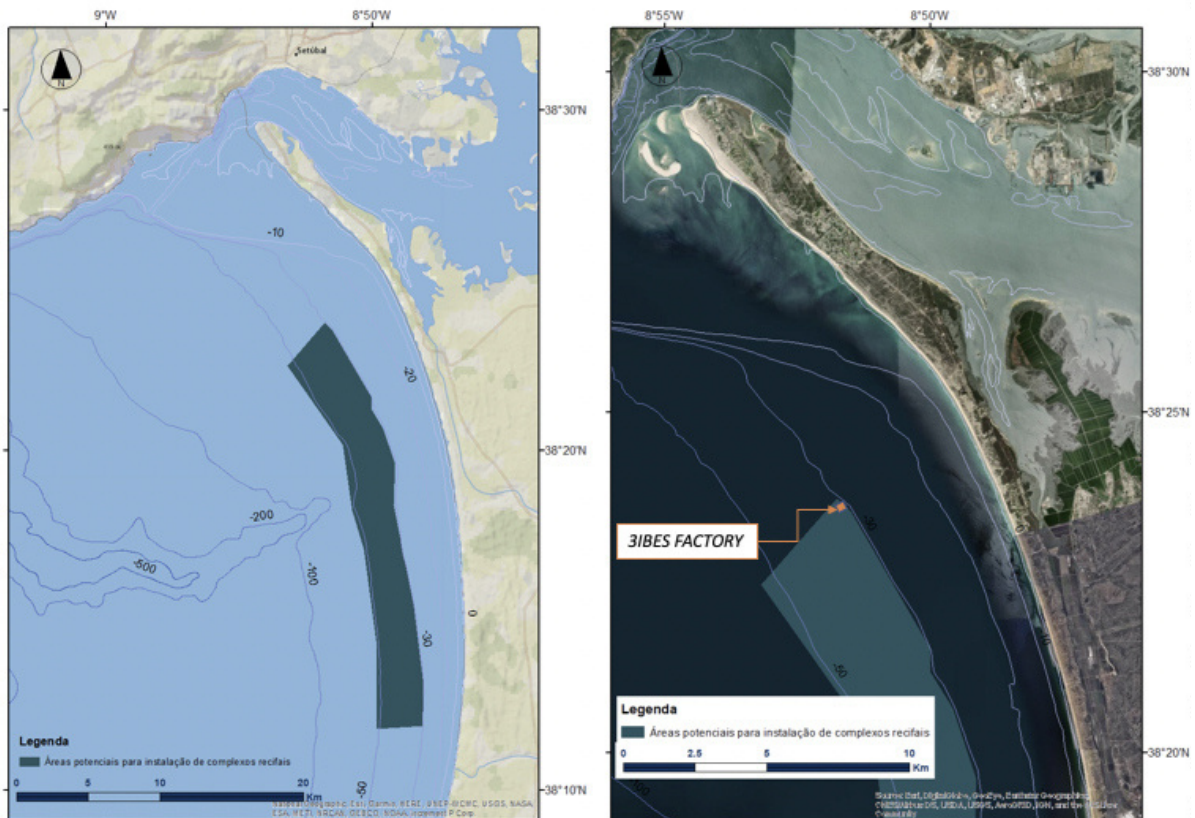 9°W
8°50'W
N
Setúbal
38°30'N
-10
-20
38°20'N
-200
-500
-100
0
-30
-50
38°10'N
Legenda
Áreas potenciais para instalação de complexos recifais
0 5 10 20
Km
8°55'W
8°50'W
N
38°30'N
38°25'N
3IBES FACTORY
-30
-10
-50
38°20'N
Legenda
Áreas potenciais para instalação de complexos recifais
0 2.5 5 10
Km
Community